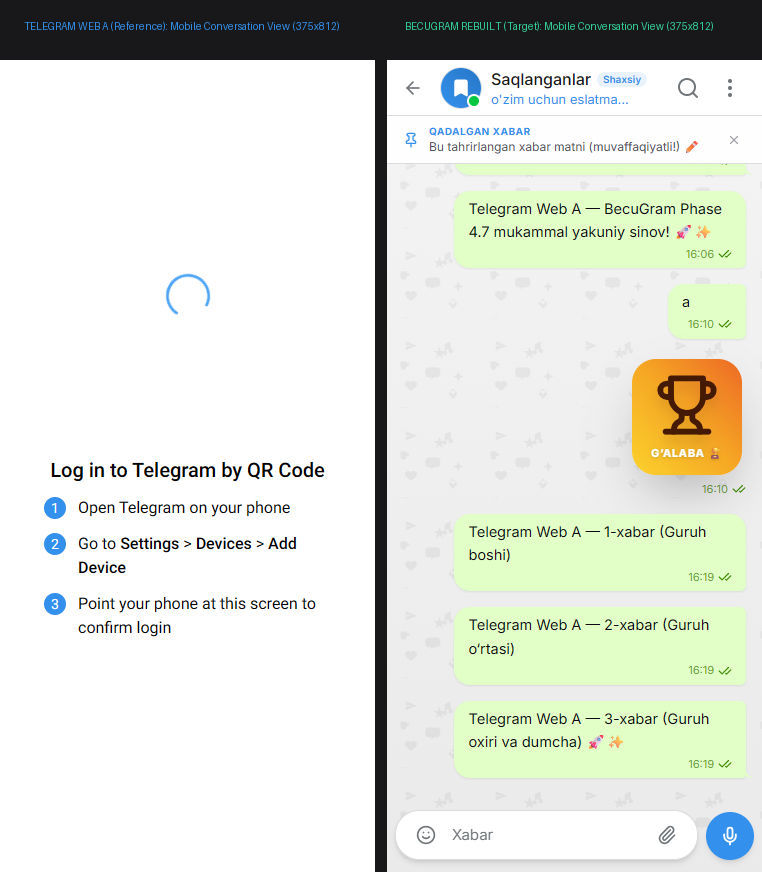 TELEGRAM WEB A (Reference): Mobile Conversation View (375x812)
BECUGRAM REBUILT (Target): Mobile Conversation View (375x812)
Log in to Telegram by QR Code
1 Open Telegram on your phone
2 Go to Settings > Devices > Add
Device
3 Point your phone at this screen to
confirm login
Saqlanganlar Shaxsiy
o'zim uchun eslatma...
QADALGAN XABAR
Bu tahrirlangan xabar matni (muvaffaqiyatli!) 🖍️
Telegram Web A — BecuGram Phase
4.7 mukammal yakuniy sinov! 🚀 ✨
16:06
a
16:10
G‘ALABA
16:10
Telegram Web A — 1-xabar (Guruh
boshi)
16:19
Telegram Web A — 2-xabar (Guruh
o‘rtasi)
16:19
Telegram Web A — 3-xabar (Guruh
oxiri va dumcha) 🚀 ✨
16:19
Xabar